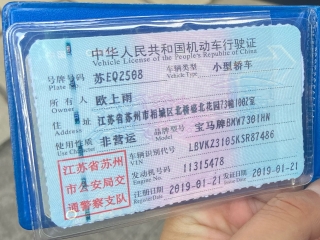 中华人民共和国机动车行驶证
Vehicle License of the People's Republic of China
号牌号码 苏EQ2508 车辆类型 小型轿车
Plate Vehicle Type
所有人 欧上雨
Owner
住址 江苏省苏州市相城区北桥盛北花园73幢1002室
Address
使用性质 非营运 品牌型号 宝马牌BMW7301HN
Use Character Model
江苏省苏州 车辆识别代号 LBVKZ3105KSR87486
VIN
市公安局交 发动机号码 11315478
Engine No.
通警察支队 注册日期 2019-01-21 发证日期 2019-01-21
Register Date Issue Date